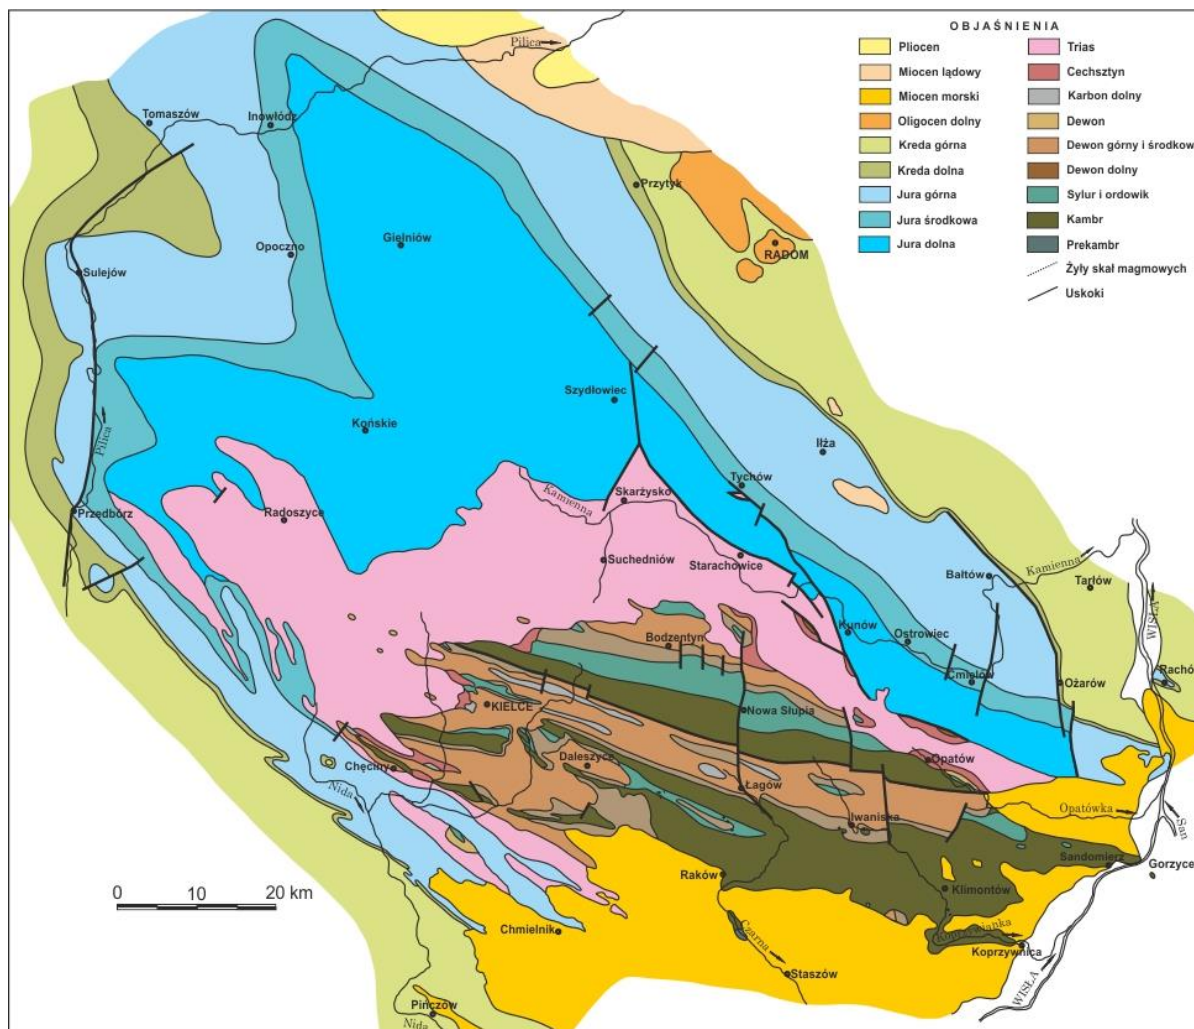 OBJAŚNIENIA
Pliocen
Miocen lądowy
Miocen morski
Oligocen dolny
Kreda górna
Kreda dolna
Jura górna
Jura środkowa
Jura dolna
Trias
Cechsztyn
Karbon dolny
Dewon
Dewon górny i środkow
Dewon dolny
Sylur i ordowik
Kambr
Prekambr
Żyły skał magmowych
Uskoki
Pilica
Tomaszów
Inowłódz
Przytyk
Gielniów
Opoczno
RADOM
Sulejów
Szydłowiec
Końskie
Pilica
Iłża
Tychów
Kamienna
Skarżysko
Przedbórz
Radoszyce
Suchedniów
Starachowice
Bałtów
Kamienna
Tarłów
WISŁA
Bodzentyn
Kunów
Ostrowiec
Ćmielów
Ożarów
Rachów
KIELCE
Nowa Słupia
Chęciny
Daleszyce
Opatów
Nida
Łagów
Opatówka
San
Iwaniska
Sandomierz
Gorzyce
Raków
Klimontów
0 10 20 km
Chmielnik
Czarna
Koprzywianka
Koprzywnica
Staszów
WISŁA
Pińczów
Nida